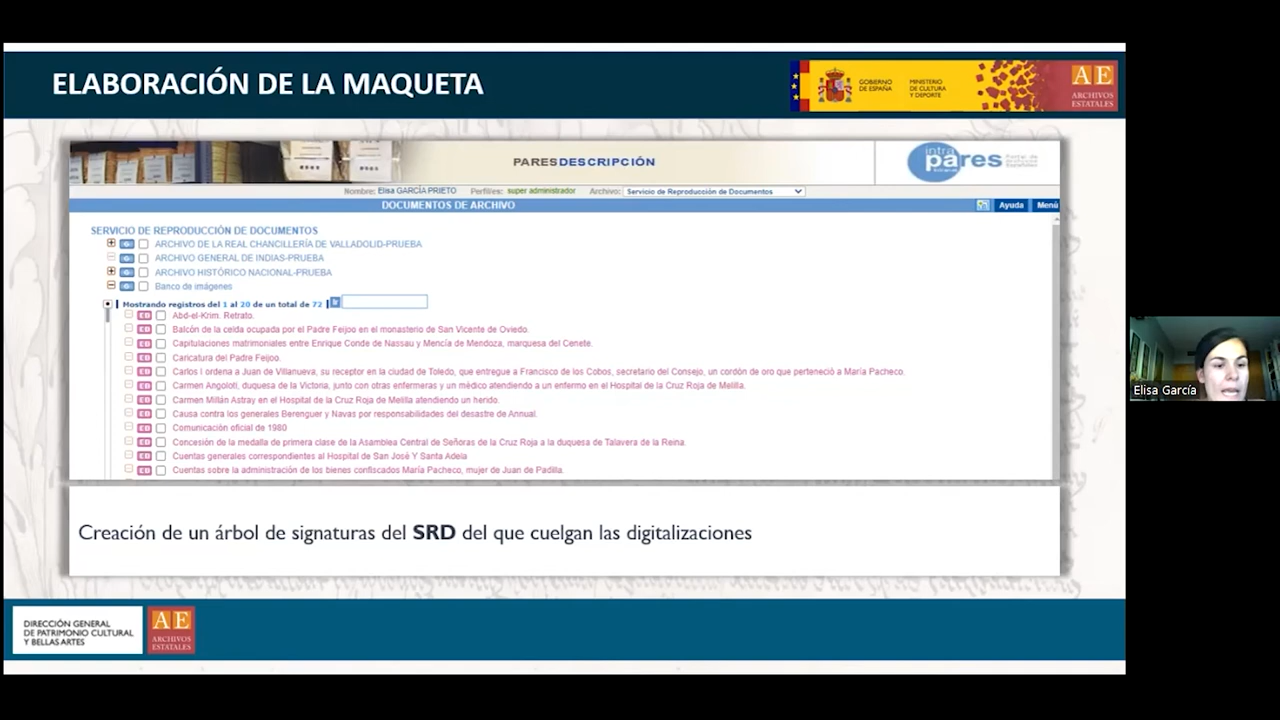 ELABORACIÓN DE LA MAQUETA
GOBIERNO
DE ESPAÑA
MINISTERIO
DE CULTURA
Y DEPORTE
AE
ARCHIVOS
ESTATALES
PARESDESCRIPCIÓN
intra
pares
Nombre: Elisa GARCÍA PRIETO Perfiles: super administrador Archivo: Servicio de Reproducción de Documentos
DOCUMENTOS DE ARCHIVO Ayuda Menú
SERVICIO DE REPRODUCCIÓN DE DOCUMENTOS
ARCHIVO DE LA REAL CHANCILLERÍA DE VALLADOLID-PRUEBA
ARCHIVO GENERAL DE INDIAS-PRUEBA
ARCHIVO HISTÓRICO NACIONAL-PRUEBA
Banco de imágenes
Mostrando registros del 1 al 20 de un total de 72
Abd-el-Krim. Retrato.
Balcón de la celda ocupada por el Padre Feijoo en el monasterio de San Vicente de Oviedo.
Capitulaciones matrimoniales entre Enrique Conde de Nassau y Mencía de Mendoza, marquesa del Cenete.
Caricatura del Padre Feijoo.
Carlos I ordena a Juan de Villanueva, su receptor en la ciudad de Toledo, que entregue a Francisco de los Cobos, secretario del Consejo, un cordón de oro que perteneció a María Pacheco.
Carmen Angoloti, duquesa de la Victoria, junto con otras enfermeras y un médico atendiendo a un enfermo en el Hospital de la Cruz Roja de Melilla.
Carmen Millán Astray en el Hospital de la Cruz Roja de Melilla atendiendo un herido.
Causa contra los generales Berenguer y Navas por responsabilidades del desastre de Annual.
Comunicación oficial de 1980
Concesión de la medalla de primera clase de la Asamblea Central de Señoras de la Cruz Roja a la duquesa de Talavera de la Reina.
Cuentas generales correspondientes al Hospital de San José Y Santa Adela
Cuentas sobre la administración de los bienes confiscados María Pacheco, mujer de Juan de Padilla.
Creación de un árbol de signaturas del SRD del que cuelgan las digitalizaciones
Elisa García
DIRECCIÓN GENERAL
DE PATRIMONIO CULTURAL
Y BELLAS ARTES
AE
ARCHIVOS
ESTATALES